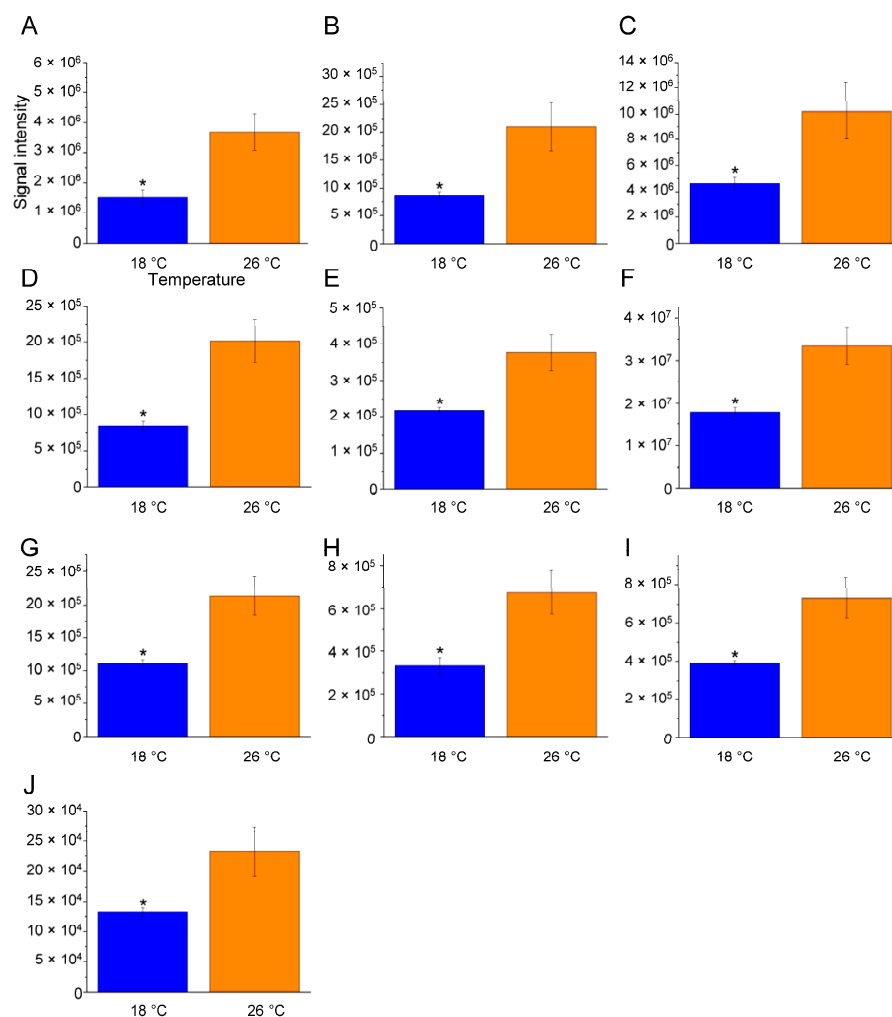 A
Signal intensity
6 × 10⁶
5 × 10⁶
4 × 10⁶
3 × 10⁶
2 × 10⁶
1 × 10⁶
0
*
18 °C
26 °C
Temperature
B
30 × 10⁵
25 × 10⁵
20 × 10⁵
15 × 10⁵
10 × 10⁵
5 × 10⁵
0
*
18 °C
26 °C
C
14 × 10⁶
12 × 10⁶
10 × 10⁶
8 × 10⁶
6 × 10⁶
4 × 10⁶
2 × 10⁶
0
*
18 °C
26 °C
D
25 × 10⁵
20 × 10⁵
15 × 10⁵
10 × 10⁵
5 × 10⁵
0
*
18 °C
26 °C
E
5 × 10⁵
4 × 10⁵
3 × 10⁵
2 × 10⁵
1 × 10⁵
0
*
18 °C
26 °C
F
4 × 10⁷
3 × 10⁷
2 × 10⁷
1 × 10⁷
0
*
18 °C
26 °C
G
25 × 10⁵
20 × 10⁵
15 × 10⁵
10 × 10⁵
5 × 10⁵
0
*
18 °C
26 °C
H
8 × 10⁵
6 × 10⁵
4 × 10⁵
2 × 10⁵
0
*
18 °C
26 °C
I
8 × 10⁵
6 × 10⁵
4 × 10⁵
2 × 10⁵
0
*
18 °C
26 °C
J
30 × 10⁴
25 × 10⁴
20 × 10⁴
15 × 10⁴
10 × 10⁴
5 × 10⁴
0
*
18 °C
26 °C